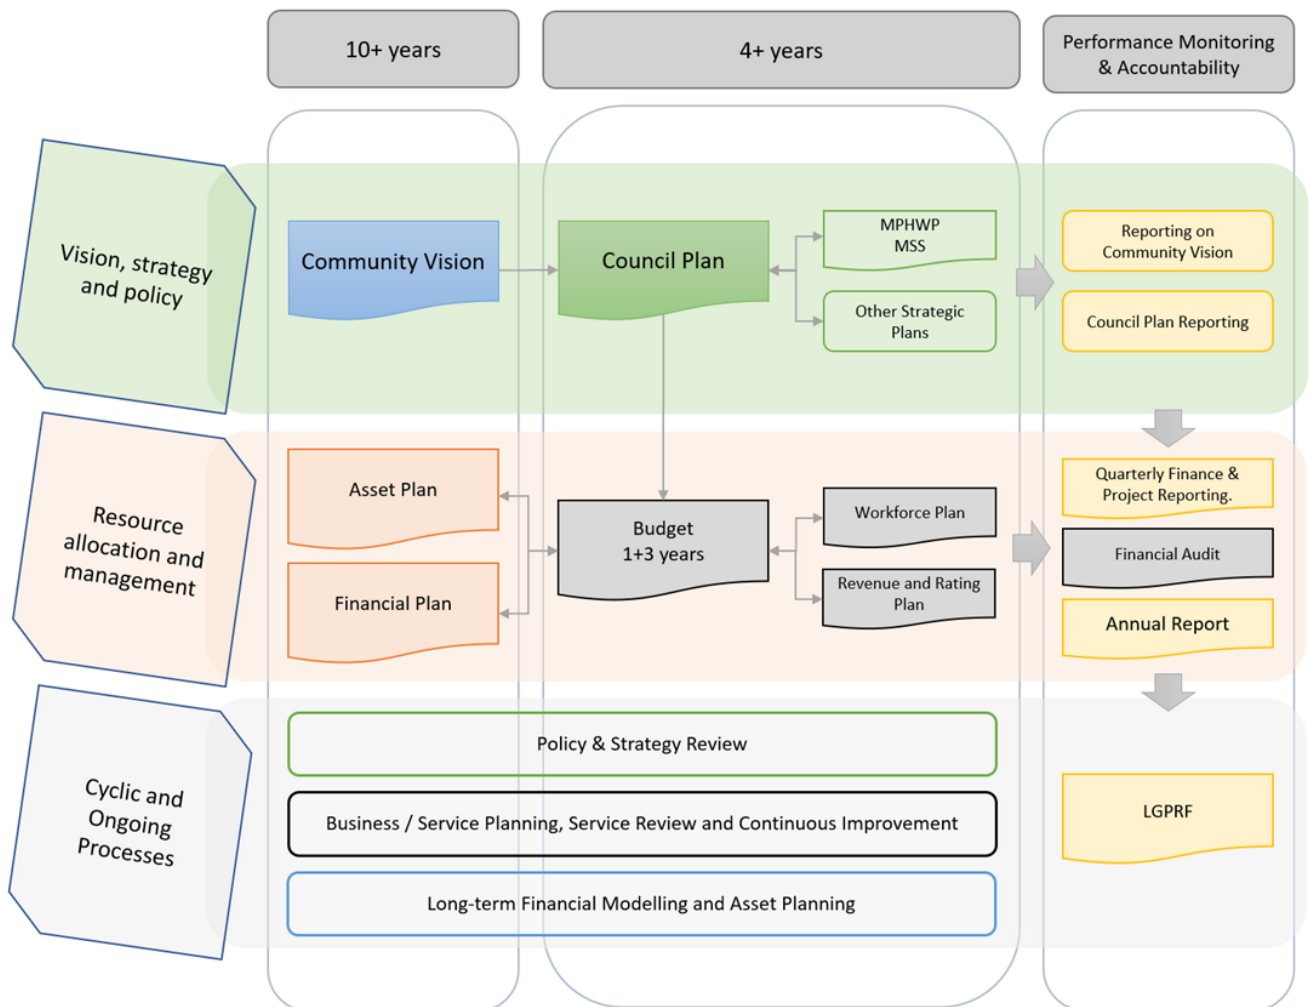 10+ years
4+ years
Performance Monitoring
& Accountability
Vision, strategy
and policy
Community Vision
Council Plan
MPHWP
MSS
Other Strategic
Plans
Reporting on
Community Vision
Council Plan Reporting
Resource
allocation and
management
Asset Plan
Financial Plan
Budget
1+3 years
Workforce Plan
Revenue and Rating
Plan
Quarterly Finance &
Project Reporting.
Financial Audit
Annual Report
Cyclic and
Ongoing
Processes
Policy & Strategy Review
Business / Service Planning, Service Review and Continuous Improvement
Long-term Financial Modelling and Asset Planning
LGPRF